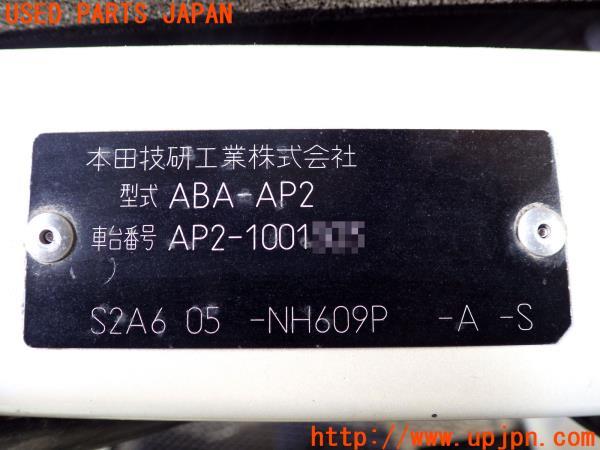 USED PARTS JAPAN
本田技研工業株式会社
型式 ABA-AP2
車台番号 AP2-1001
)
S2A6 05 -NH609P -A -S
http://www.upjpn.com